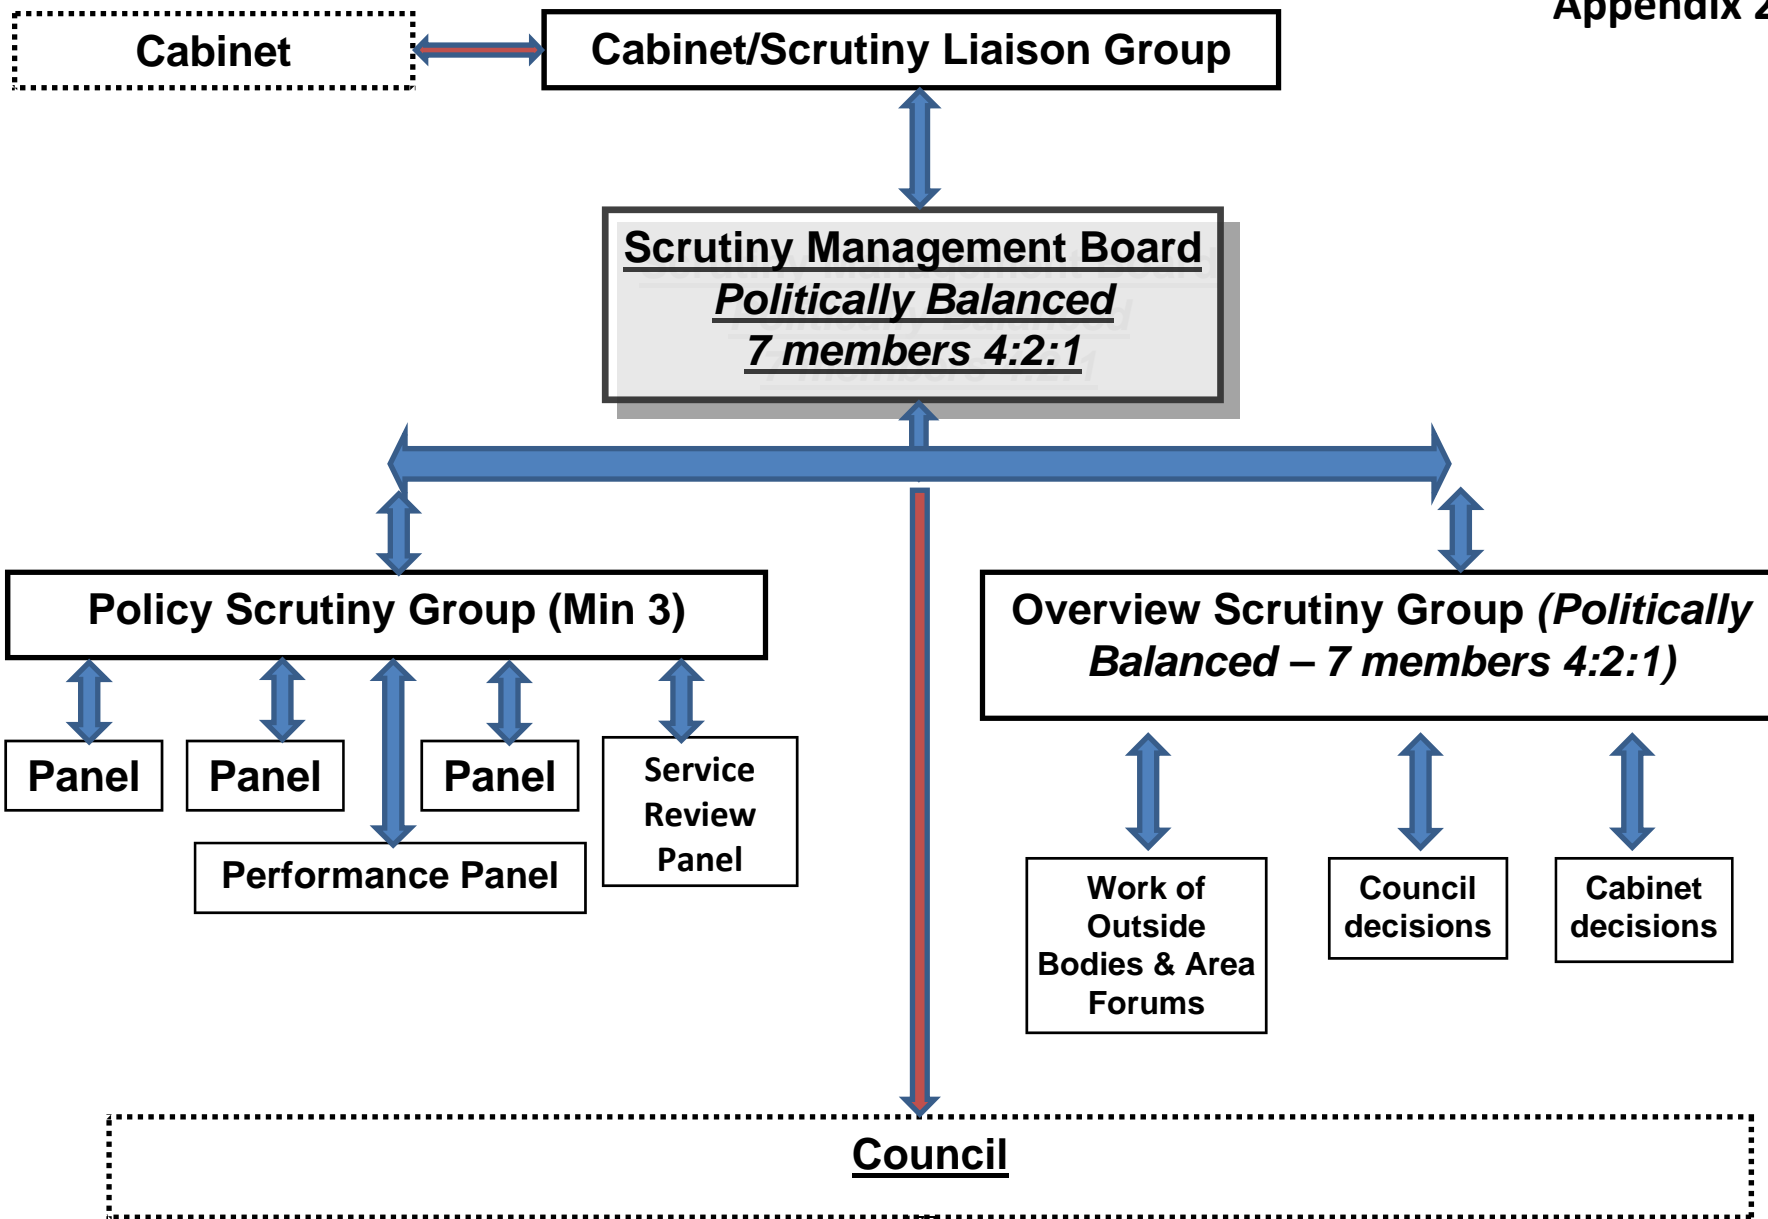 Appendix 2
Cabinet
Cabinet/Scrutiny Liaison Group
Scrutiny Management Board
Politically Balanced
7 members 4:2:1
Policy Scrutiny Group (Min 3)
Overview Scrutiny Group (Politically
Balanced – 7 members 4:2:1)
Panel
Panel
Panel
Service
Review
Panel
Performance Panel
Work of
Outside
Bodies & Area
Forums
Council
decisions
Cabinet
decisions
Council